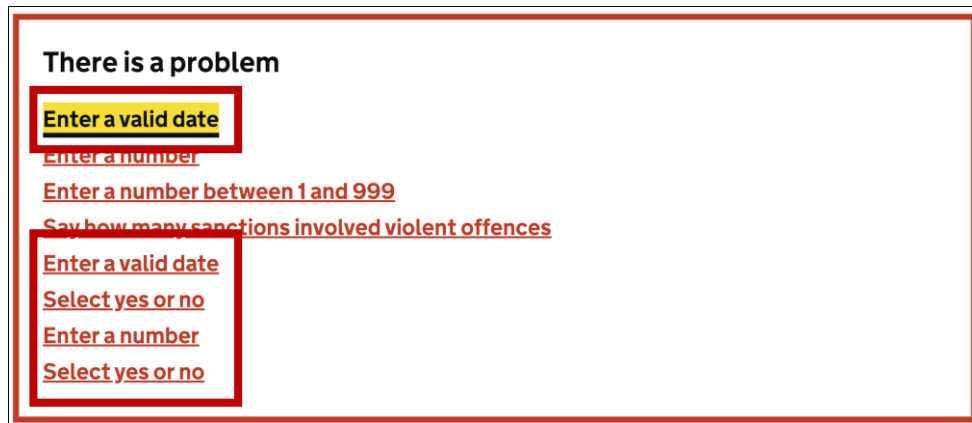 There is a problem
Enter a valid date
Enter a number
Enter a number between 1 and 999
Say how many sanctions involved violent offences
Enter a valid date
Select yes or no
Enter a number
Select yes or no